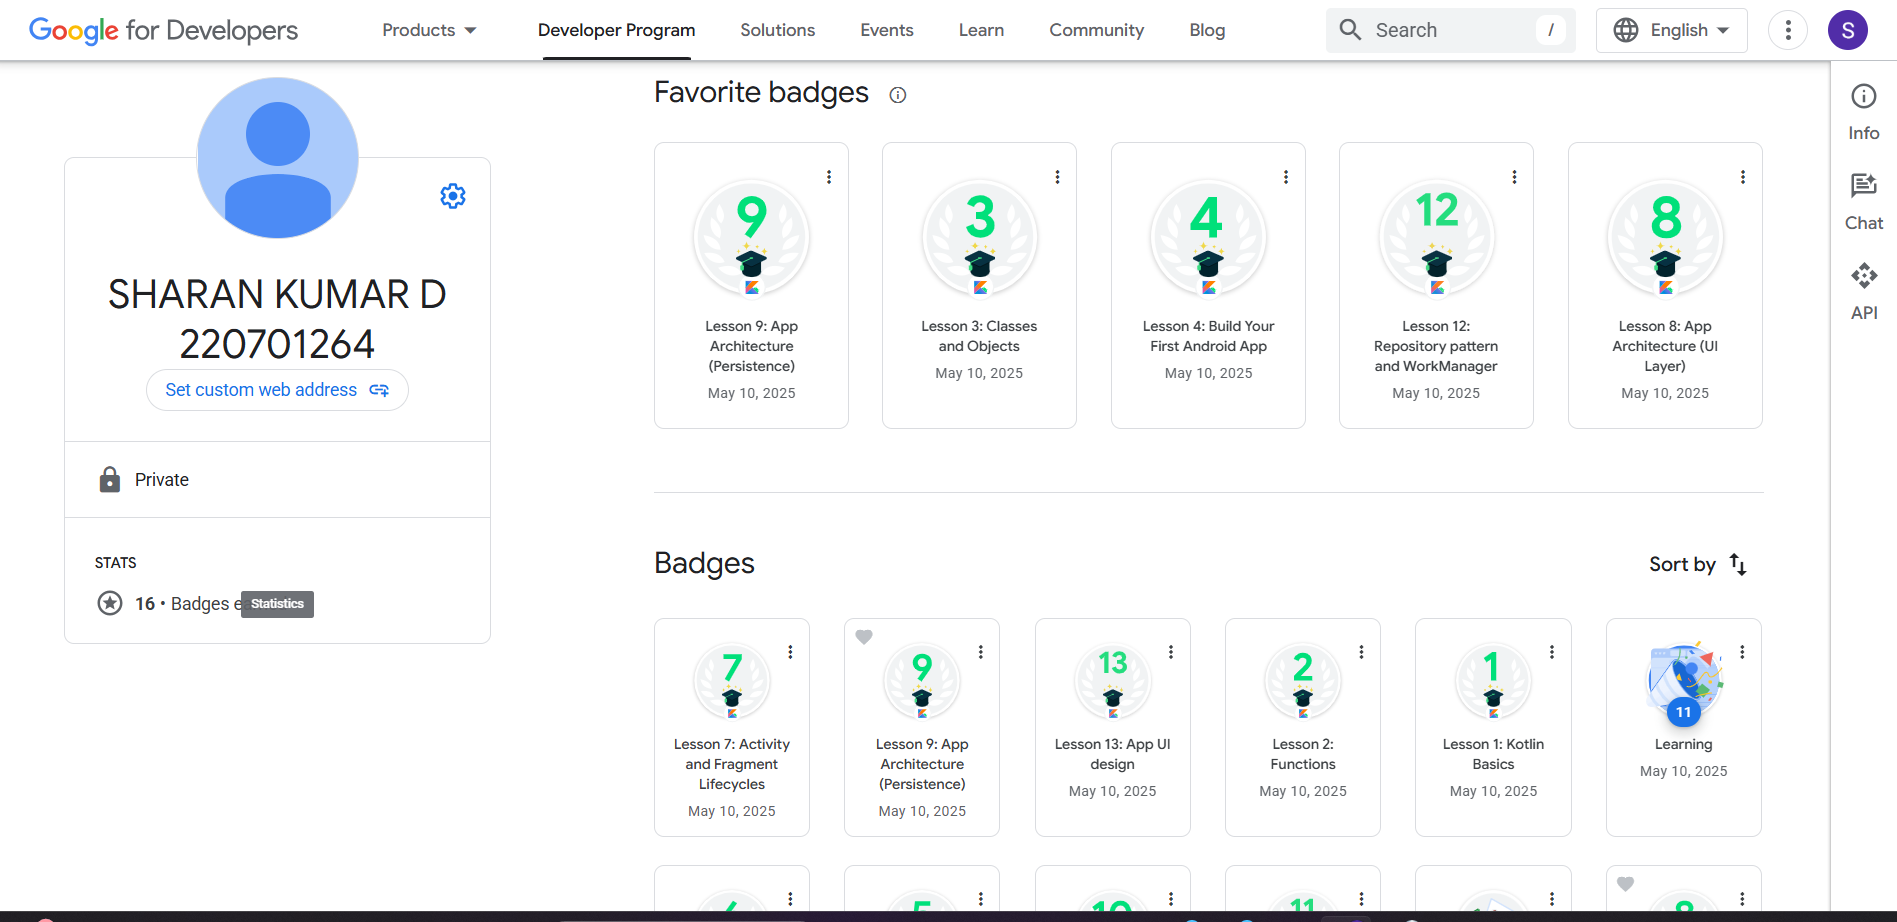 Google for Developers
Products
Developer Program
Solutions
Events
Learn
Community
Blog
Search
/
English
S
SHARAN KUMAR D
220701264
Set custom web address
Private
STATS
16 • Badges e
Statistics
Favorite badges
9
Lesson 9: App
Architecture
(Persistence)
May 10, 2025
3
Lesson 3: Classes
and Objects
May 10, 2025
4
Lesson 4: Build Your
First Android App
May 10, 2025
12
Lesson 12:
Repository pattern
and WorkManager
May 10, 2025
8
Lesson 8: App
Architecture (UI
Layer)
May 10, 2025
Badges
Sort by
7
Lesson 7: Activity
and Fragment
Lifecycles
May 10, 2025
9
Lesson 9: App
Architecture
(Persistence)
May 10, 2025
13
Lesson 13: App UI
design
May 10, 2025
2
Lesson 2:
Functions
May 10, 2025
1
Lesson 1: Kotlin
Basics
May 10, 2025
11
Learning
May 10, 2025
5
10
11
8
Info
Chat
API